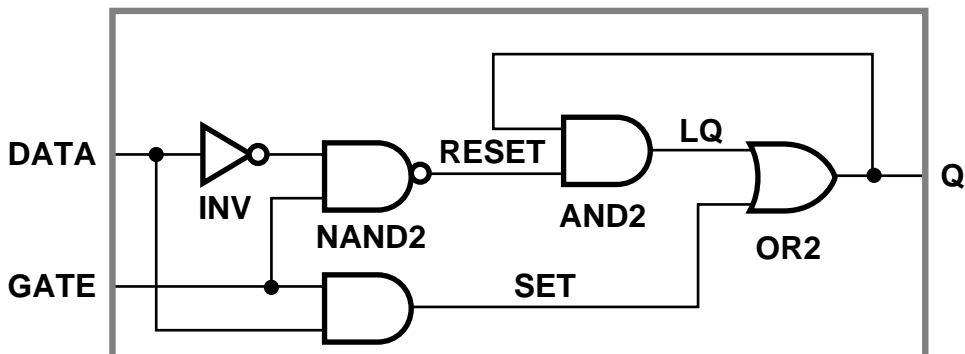 DATA
INV
NAND2
RESET
AND2
LQ
OR2
Q
GATE
SET